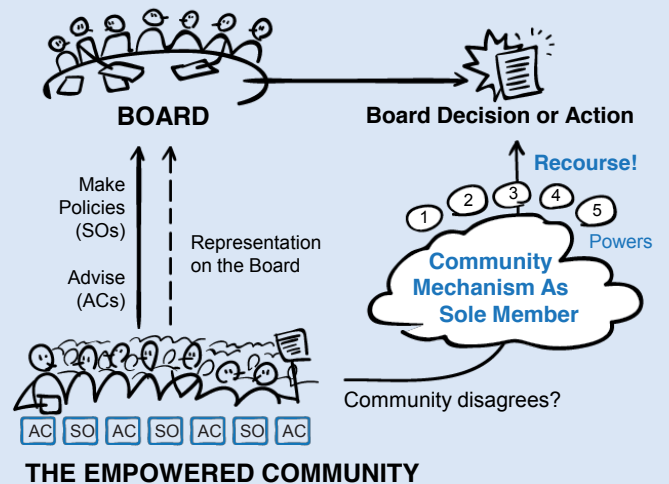 BOARD
Board Decision or Action
Make
Policies
(SOs)
Advise
(ACs)
Representation
on the Board
Recourse!
1
2
3
4
5
Powers
Community
Mechanism As
Sole Member
Community disagrees?
AC SO AC SO AC SO AC
THE EMPOWERED COMMUNITY